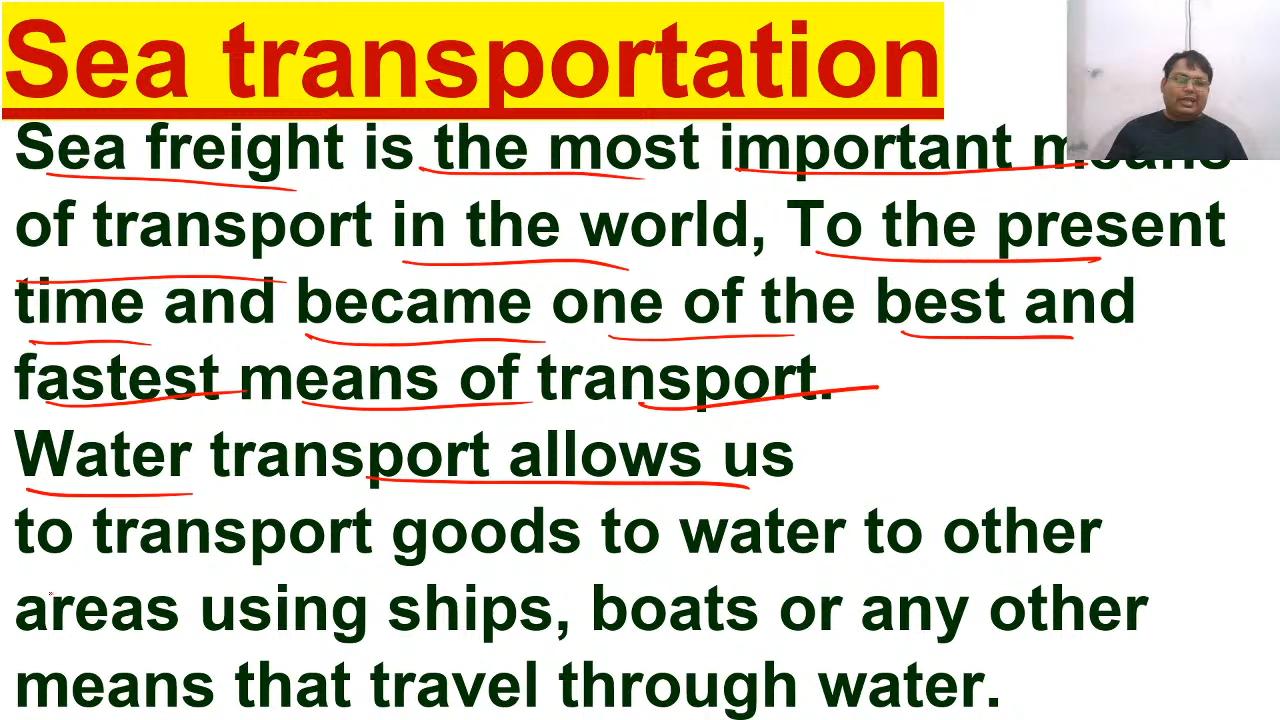 Sea transportation
Sea freight is the most important means
of transport in the world, To the present
time and became one of the best and
fastest means of transport.
Water transport allows us
to transport goods to water to other
areas using ships, boats or any other
means that travel through water.